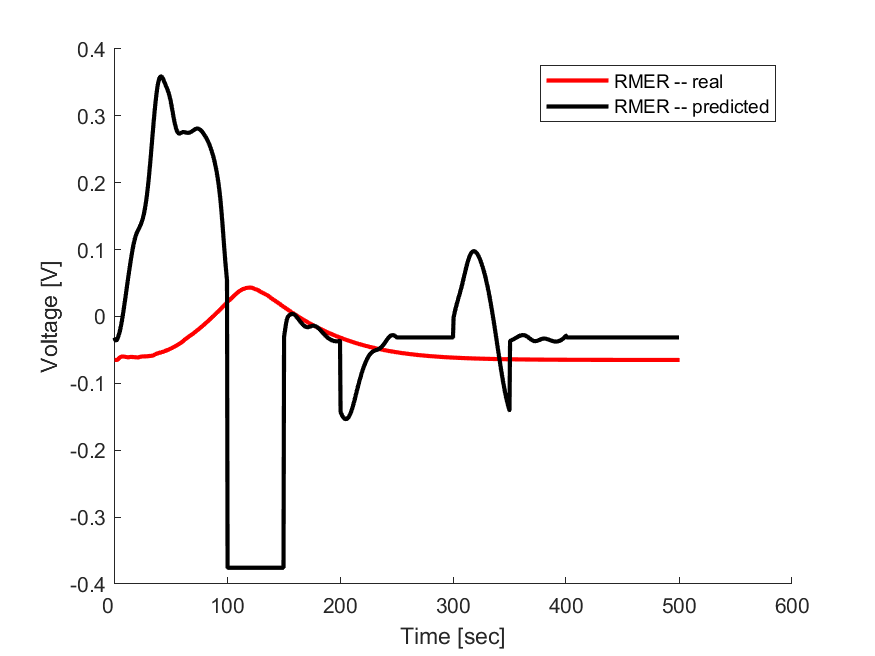 0.4
0.3
0.2
0.1
0
-0.1
-0.2
-0.3
-0.4
Voltage [V]
0 100 200 300 400 500 600
Time [sec]
RMER -- real
RMER -- predicted